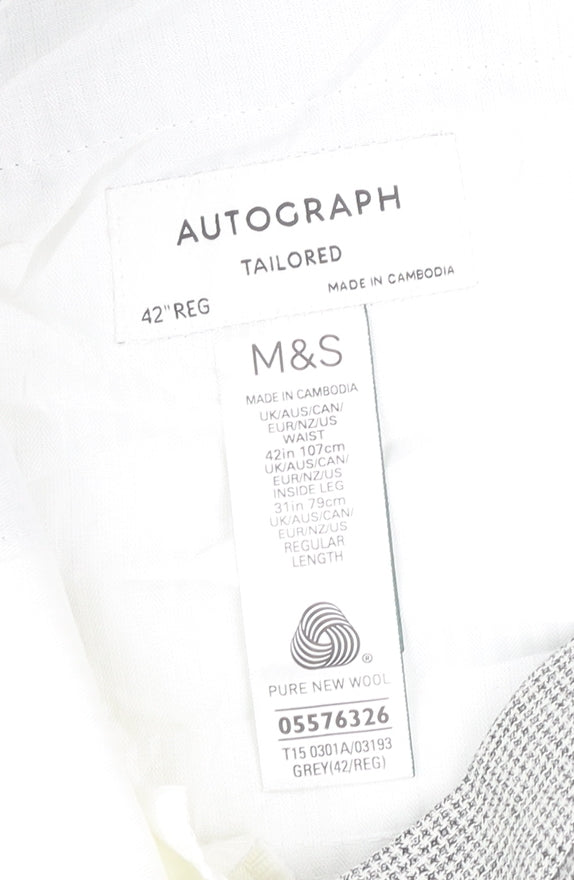 AUTOGRAPH
TAILORED
MADE IN CAMBODIA
42" REG
M&S
MADE IN CAMBODIA
UK/AUS/CAN/
EUR/NZ/US
WAIST
42in 107cm
UK/AUS/CAN/
EUR/NZ/US
INSIDE LEG
31in 79cm
UK/AUS/CAN/
EUR/NZ/US
REGULAR
LENGTH
®
PURE NEW WOOL
05576326
T15 0301A/03193
GREY(42/REG)